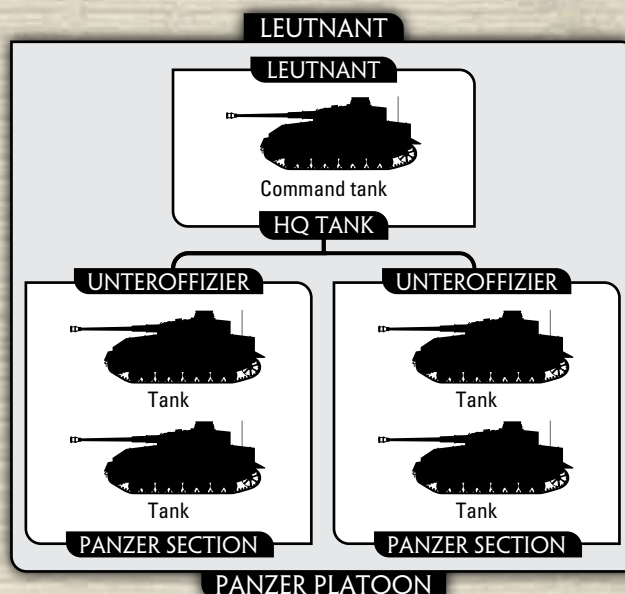 LEUTNANT
LEUTNANT
Command tank
HQ TANK
UNTEROFFIZIER
Tank
Tank
PANZER SECTION
UNTEROFFIZIER
Tank
Tank
PANZER SECTION
PANZER PLATOON